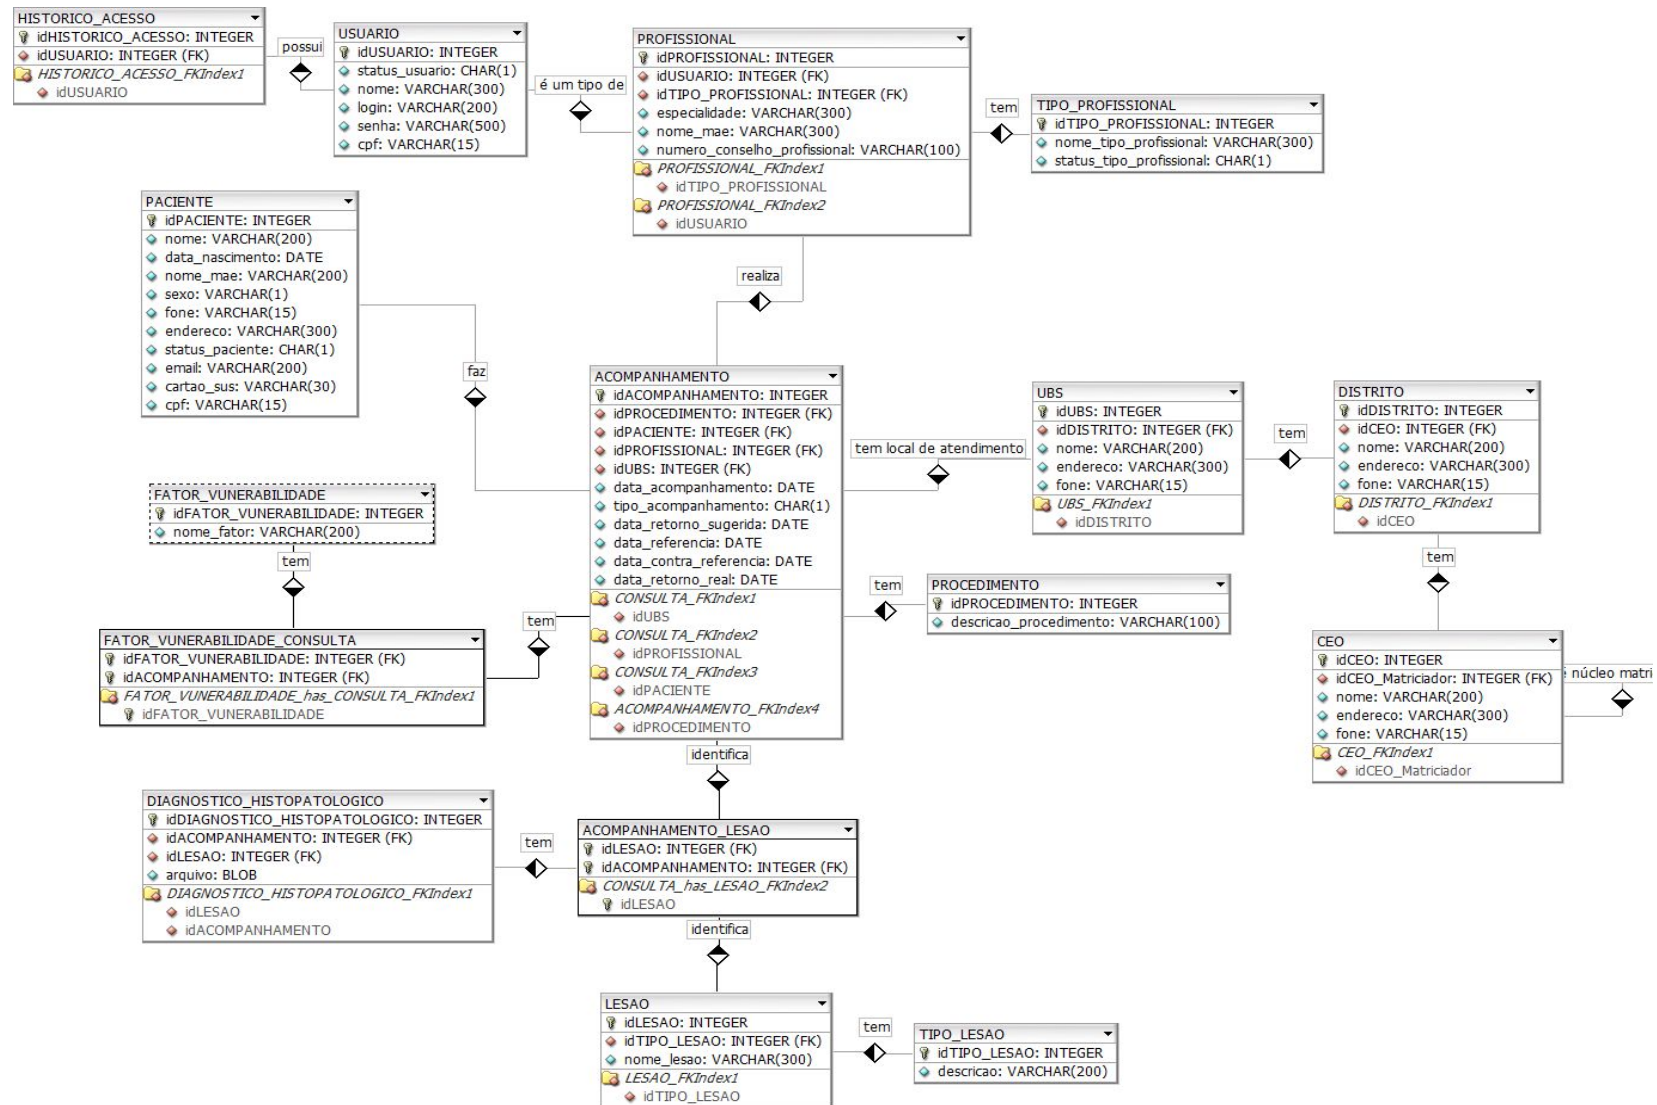 HISTORICO_ACESSO
idHISTORICO_ACESSO: INTEGER
idUSUARIO: INTEGER (FK)
HISTORICO_ACESSO_FKIndex1
idUSUARIO
possui
USUARIO
idUSUARIO: INTEGER
status_usuario: CHAR(1)
nome: VARCHAR(300)
login: VARCHAR(200)
senha: VARCHAR(500)
cpf: VARCHAR(15)
é um tipo de
PROFISSIONAL
idPROFISSIONAL: INTEGER
idUSUARIO: INTEGER (FK)
idTIPO_PROFISSIONAL: INTEGER (FK)
especialidade: VARCHAR(300)
nome_mae: VARCHAR(300)
numero_conselho_profissional: VARCHAR(100)
PROFISSIONAL_FKIndex1
idTIPO_PROFISSIONAL
PROFISSIONAL_FKIndex2
idUSUARIO
tem
TIPO_PROFISSIONAL
idTIPO_PROFISSIONAL: INTEGER
nome_tipo_profissional: VARCHAR(300)
status_tipo_profissional: CHAR(1)
PACIENTE
idPACIENTE: INTEGER
nome: VARCHAR(200)
data_nascimento: DATE
nome_mae: VARCHAR(200)
sexo: VARCHAR(1)
fone: VARCHAR(15)
endereco: VARCHAR(300)
status_paciente: CHAR(1)
email: VARCHAR(200)
cartao_sus: VARCHAR(30)
cpf: VARCHAR(15)
realiza
faz
ACOMPANHAMENTO
idACOMPANHAMENTO: INTEGER
idPROCEDIMENTO: INTEGER (FK)
idPACIENTE: INTEGER (FK)
idPROFISSIONAL: INTEGER (FK)
idUBS: INTEGER (FK)
data_acompanhamento: DATE
tipo_acompanhamento: CHAR(1)
data_retorno_sugerida: DATE
data_referencia: DATE
data_contra_referencia: DATE
data_retorno_real: DATE
CONSULTA_FKIndex1
idUBS
CONSULTA_FKIndex2
idPROFISSIONAL
CONSULTA_FKIndex3
idPACIENTE
ACOMPANHAMENTO_FKIndex4
idPROCEDIMENTO
tem local de atendimento
UBS
idUBS: INTEGER
idDISTRITO: INTEGER (FK)
nome: VARCHAR(200)
endereco: VARCHAR(300)
fone: VARCHAR(15)
UBS_FKIndex1
idDISTRITO
tem
DISTRITO
idDISTRITO: INTEGER
idCEO: INTEGER (FK)
nome: VARCHAR(200)
endereco: VARCHAR(300)
fone: VARCHAR(15)
DISTRITO_FKIndex1
idCEO
tem
FATOR_VUNERABILIDADE
idFATOR_VUNERABILIDADE: INTEGER
nome_fator: VARCHAR(200)
tem
tem
PROCEDIMENTO
idPROCEDIMENTO: INTEGER
descricao_procedimento: VARCHAR(100)
FATOR_VUNERABILIDADE_CONSULTA
idFATOR_VUNERABILIDADE: INTEGER (FK)
idACOMPANHAMENTO: INTEGER (FK)
FATOR_VUNERABILIDADE_has_CONSULTA_FKIndex1
idFATOR_VUNERABILIDADE
tem
CEO
idCEO: INTEGER
idCEO_Matriciador: INTEGER (FK)
nome: VARCHAR(200)
endereco: VARCHAR(300)
fone: VARCHAR(15)
CEO_FKIndex1
idCEO_Matriciador
é núcleo matri
identifica
DIAGNOSTICO_HISTOPATOLOGICO
idDIAGNOSTICO_HISTOPATOLOGICO: INTEGER
idACOMPANHAMENTO: INTEGER (FK)
idLESAO: INTEGER (FK)
arquivo: BLOB
DIAGNOSTICO_HISTOPATOLOGICO_FKIndex1
idLESAO
idACOMPANHAMENTO
tem
ACOMPANHAMENTO_LESAO
idLESAO: INTEGER (FK)
idACOMPANHAMENTO: INTEGER (FK)
CONSULTA_has_LESAO_FKIndex2
idLESAO
identifica
LESAO
idLESAO: INTEGER
idTIPO_LESAO: INTEGER (FK)
nome_lesao: VARCHAR(300)
LESAO_FKIndex1
idTIPO_LESAO
tem
TIPO_LESAO
idTIPO_LESAO: INTEGER
descricao: VARCHAR(200)